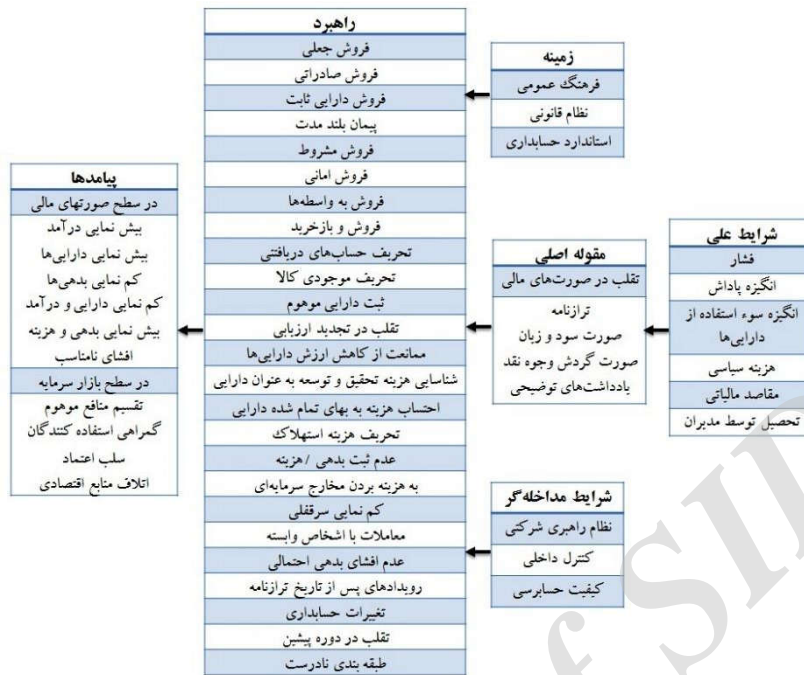 شرایط علی
فشار
انگیزه پاداش
انگیزه سوء استفاده از
دارایی‌ها
هزینه سیاسی
مقاصد مالیاتی
تحصیل توسط مدیران
زمینه
فرهنگ عمومی
نظام قانونی
استاندارد حسابداری
مقوله اصلی
تقلب در صورت‌های مالی
ترازنامه
صورت سود و زیان
صورت گردش وجوه نقد
یادداشت‌های توضیحی
شرایط مداخله‌گر
نظام راهبری شرکتی
کنترل داخلی
کیفیت حسابرسی
راهبرد
فروش جعلی
فروش صادراتی
فروش دارایی ثابت
پیمان بلند مدت
فروش مشروط
فروش امانی
فروش به واسطه‌ها
فروش و بازخرید
تحریف حساب‌های دریافتنی
تحریف موجودی کالا
ثبت دارایی موهوم
تقلب در تجدید ارزیابی
ممانعت از کاهش ارزش دارایی‌ها
شناسایی هزینه تحقیق و توسعه به عنوان دارایی
احتساب هزینه به بهای تمام شده دارایی
تحریف هزینه استهلاک
عدم ثبت بدهی /هزینه
به هزینه بردن مخارج سرمایه‌ای
کم نمایی سرقفلی
معاملات با اشخاص وابسته
عدم افشای بدهی احتمالی
رویدادهای پس از تاریخ ترازنامه
تغییرات حسابداری
تقلب در دوره پیشین
طبقه بندی نادرست
پیامدها
در سطح صورتهای مالی
بیش نمایی درآمد
بیش نمایی دارایی‌ها
کم نمایی بدهی‌ها
کم نمایی دارایی و درآمد
بیش نمایی بدهی و هزینه
افشای نامناسب
در سطح بازار سرمایه
تقسیم منافع موهوم
گمراهی استفاده کنندگان
سلب اعتماد
اتلاف منابع اقتصادی
of SID